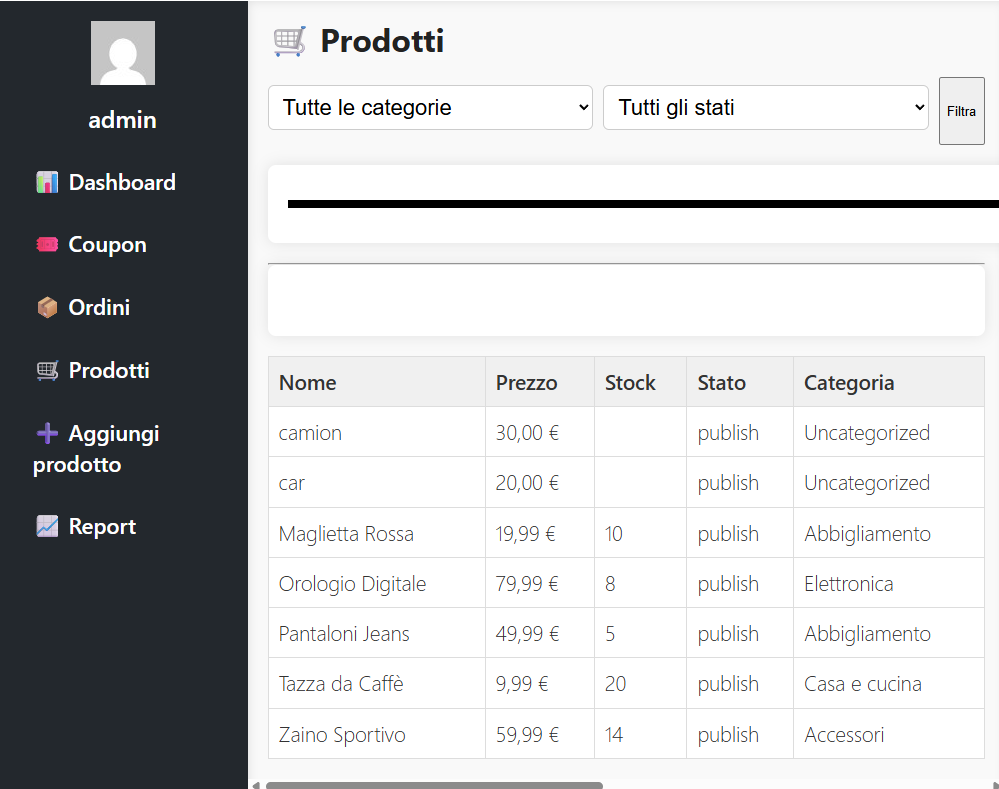 admin
Dashboard
Coupon
Ordini
Prodotti
Aggiungi
prodotto
Report
Prodotti
Tutte le categorie Tutti gli stati Filtra
Nome Prezzo Stock Stato Categoria
camion 30,00 € publish Uncategorized
car 20,00 € publish Uncategorized
Maglietta Rossa 19,99 € 10 publish Abbigliamento
Orologio Digitale 79,99 € 8 publish Elettronica
Pantaloni Jeans 49,99 € 5 publish Abbigliamento
Tazza da Caffè 9,99 € 20 publish Casa e cucina
Zaino Sportivo 59,99 € 14 publish Accessori